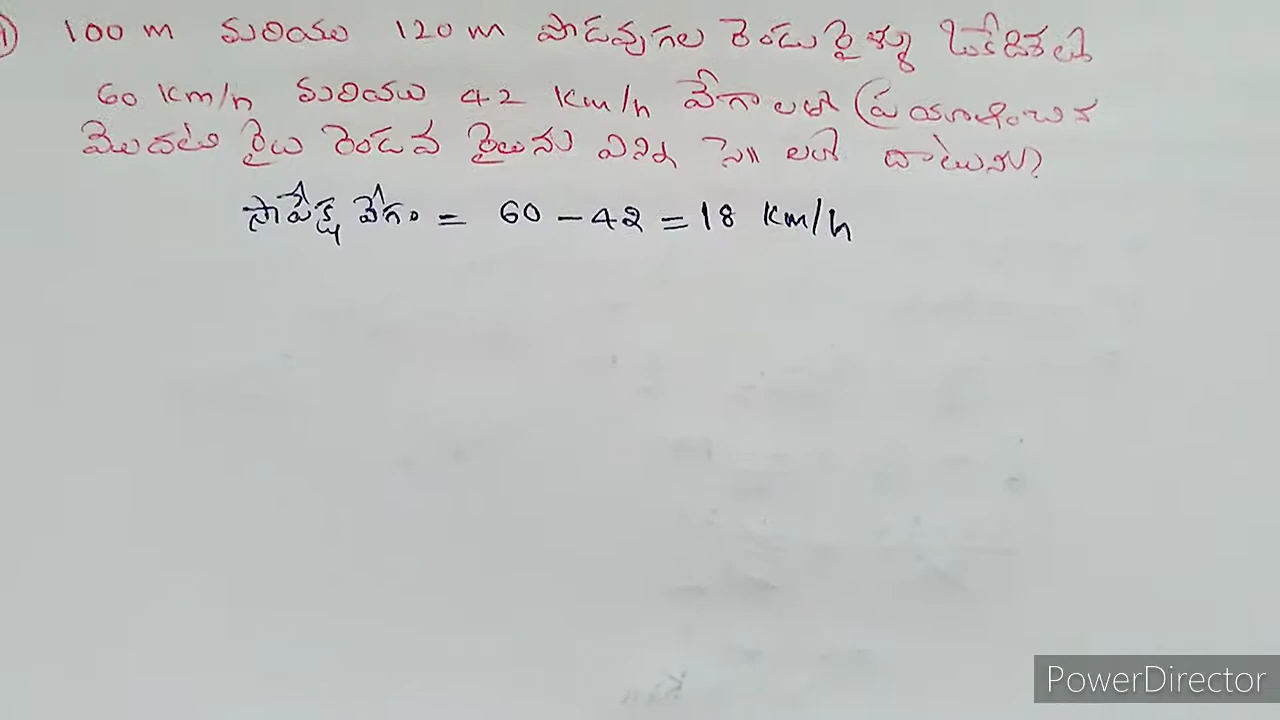 1) 100 m మరియు 120 m పొడవుగల రెండు రైళ్ళు ఒకేదిశలో
60 Km/h మరియు 42 Km/h వేగాలతో ప్రయాణించిన
మొదటి రైలు రెండవ రైలును ఎన్ని సె॥ లలో దాటును?
సాపేక్ష వేగం = 60 - 42 = 18 Km/h
PowerDirector